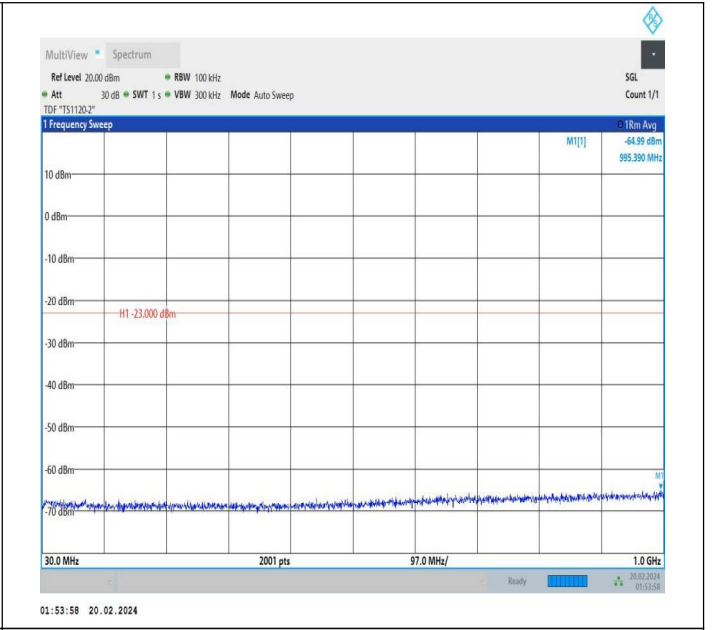 MultiView Spectrum
Ref Level 20.00 dBm RBW 100 kHz SGL
Att 30 dB SWT 1 s VBW 300 kHz Mode Auto Sweep Count 1/1
TDF "TS1120-2"
1 Frequency Sweep 1Rm Avg
M1[1] -64.99 dBm
995.390 MHz
10 dBm
0 dBm
-10 dBm
-20 dBm
H1 -23.000 dBm
-30 dBm
-40 dBm
-50 dBm
-60 dBm
M1
-70 dBm
30.0 MHz 2001 pts 97.0 MHz/ 1.0 GHz
Ready 20.02.2024
01:53:58
01:53:58 20.02.2024